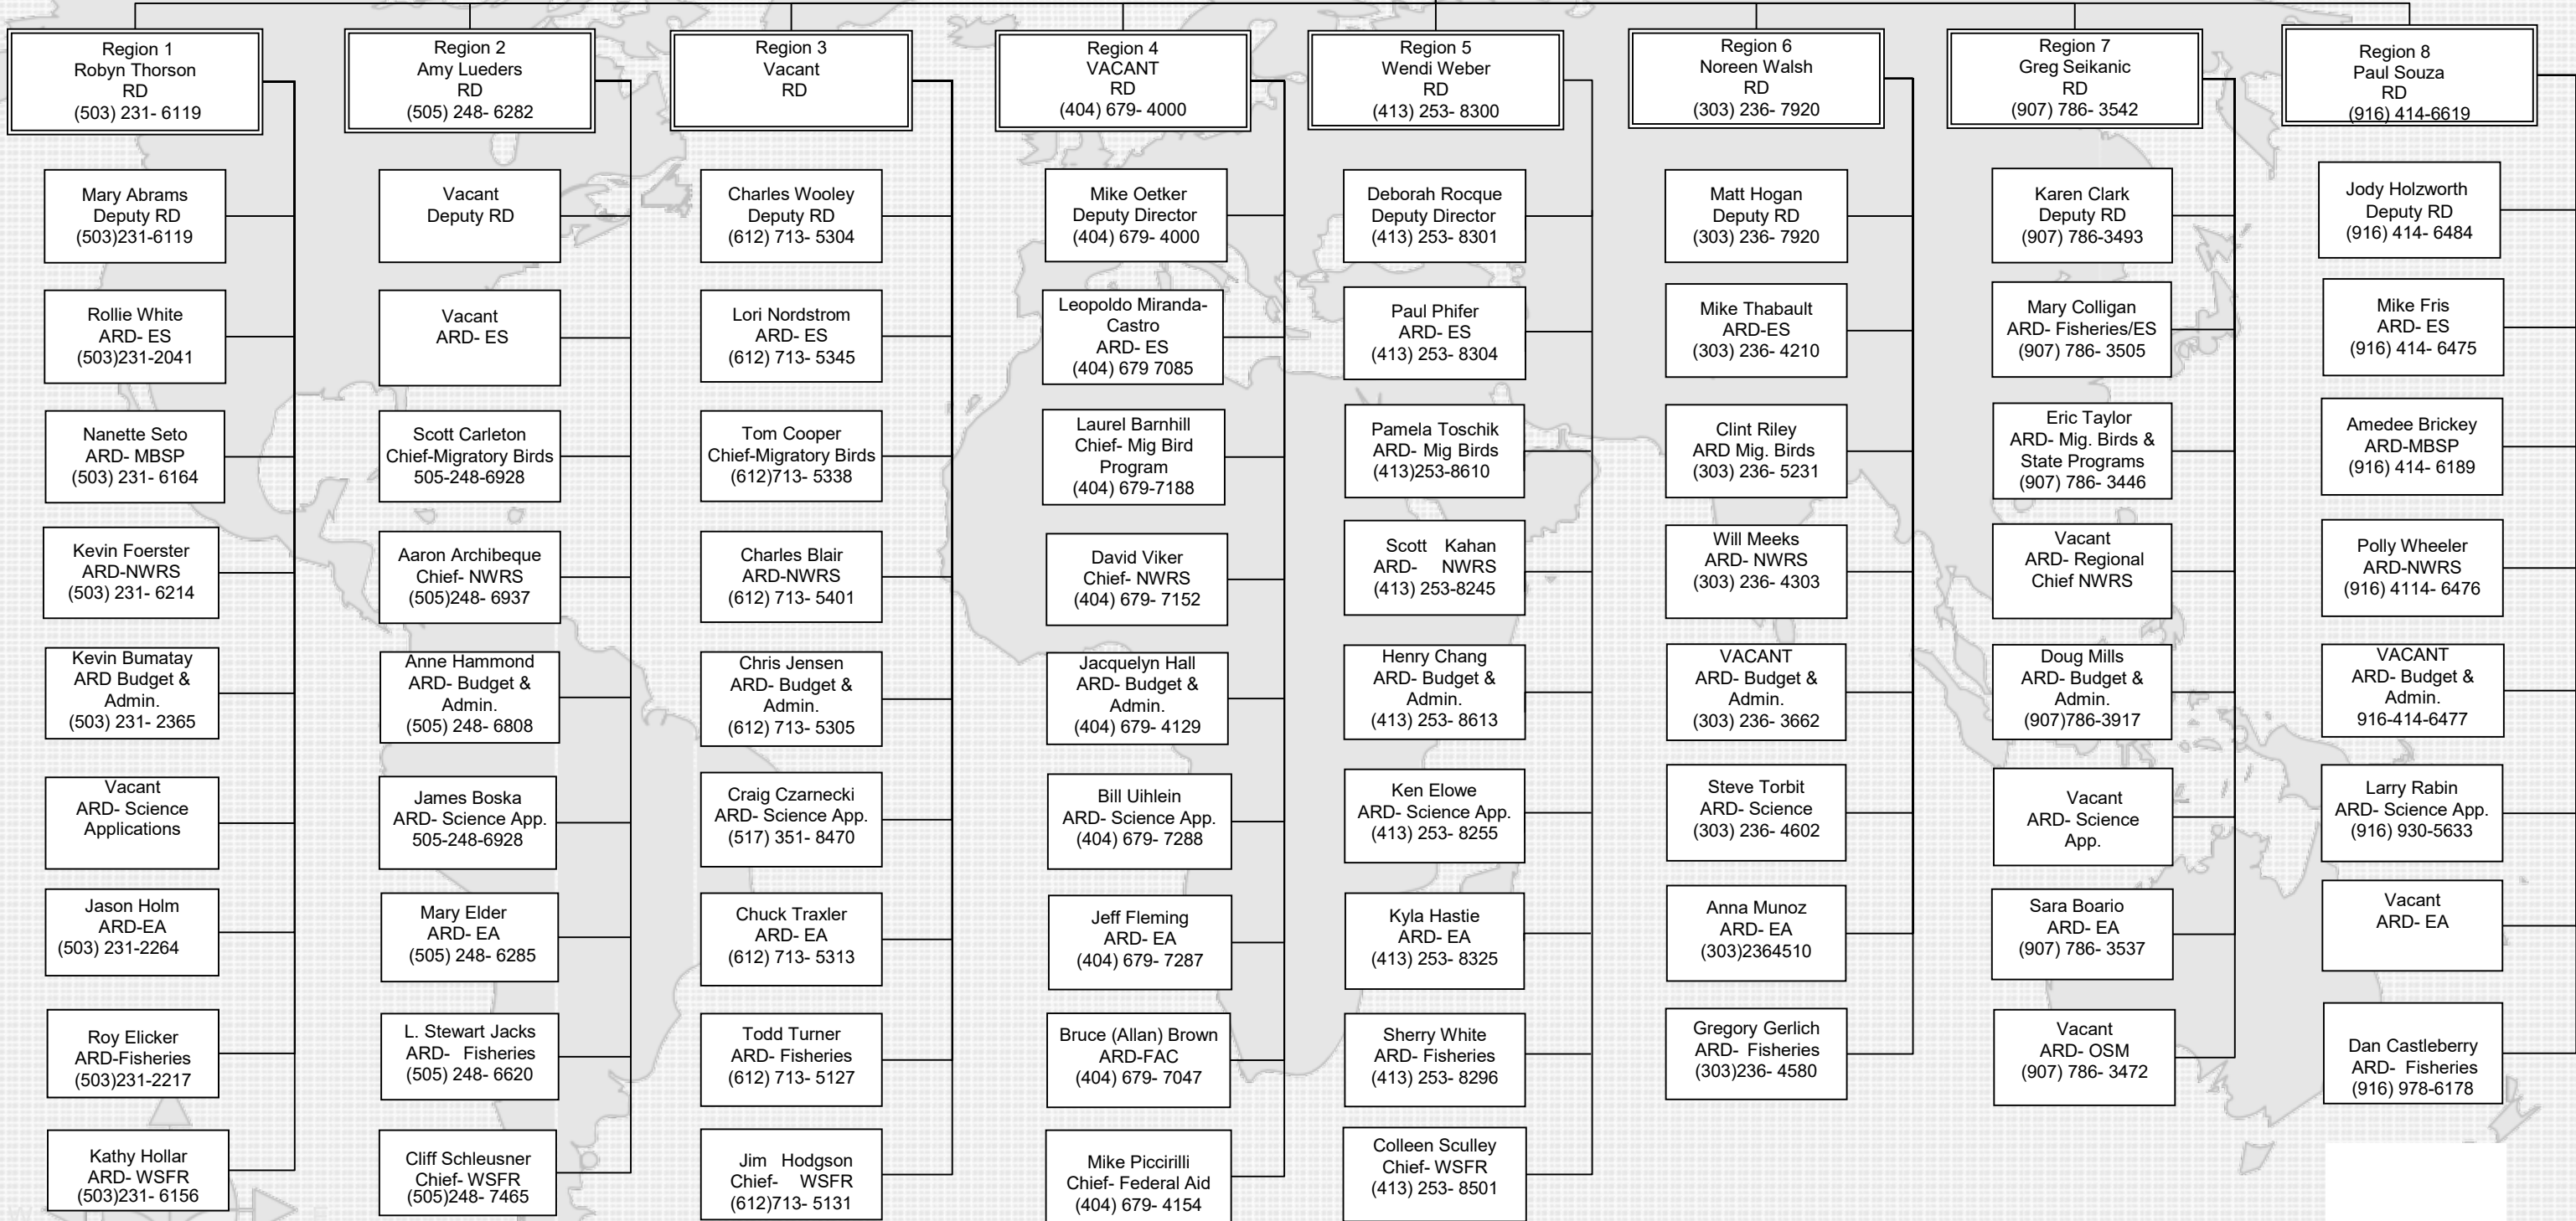 Region 1
Robyn Thorson
RD
(503) 231- 6119
Mary Abrams
Deputy RD
(503)231-6119
Rollie White
ARD- ES
(503)231-2041
Nanette Seto
ARD- MBSP
(503) 231- 6164
Kevin Foerster
ARD-NWRS
(503) 231- 6214
Kevin Bumatay
ARD Budget &
Admin.
(503) 231- 2365
Vacant
ARD- Science
Applications
Jason Holm
ARD-EA
(503) 231-2264
Roy Elicker
ARD-Fisheries
(503)231-2217
Kathy Hollar
ARD- WSFR
(503)231- 6156
Region 2
Amy Lueders
RD
(505) 248- 6282
Vacant
Deputy RD
Vacant
ARD- ES
Scott Carleton
Chief-Migratory Birds
505-248-6928
Aaron Archibeque
Chief- NWRS
(505)248- 6937
Anne Hammond
ARD- Budget &
Admin.
(505) 248- 6808
James Boska
ARD- Science App.
505-248-6928
Mary Elder
ARD- EA
(505) 248- 6285
L. Stewart Jacks
ARD- Fisheries
(505) 248- 6620
Cliff Schleusner
Chief- WSFR
(505)248- 7465
Region 3
Vacant
RD
Charles Wooley
Deputy RD
(612) 713- 5304
Lori Nordstrom
ARD- ES
(612) 713- 5345
Tom Cooper
Chief-Migratory Birds
(612)713- 5338
Charles Blair
ARD-NWRS
(612) 713- 5401
Chris Jensen
ARD- Budget &
Admin.
(612) 713- 5305
Craig Czarnecki
ARD- Science App.
(517) 351- 8470
Chuck Traxler
ARD- EA
(612) 713- 5313
Todd Turner
ARD- Fisheries
(612) 713- 5127
Jim Hodgson
Chief- WSFR
(612)713- 5131
Region 4
VACANT
RD
(404) 679- 4000
Mike Oetker
Deputy Director
(404) 679- 4000
Leopoldo Miranda-
Castro
ARD- ES
(404) 679 7085
Laurel Barnhill
Chief- Mig Bird
Program
(404) 679-7188
David Viker
Chief- NWRS
(404) 679- 7152
Jacquelyn Hall
ARD- Budget &
Admin.
(404) 679- 4129
Bill Uihlein
ARD- Science App.
(404) 679- 7288
Jeff Fleming
ARD- EA
(404) 679- 7287
Bruce (Allan) Brown
ARD-FAC
(404) 679- 7047
Mike Piccirilli
Chief- Federal Aid
(404) 679- 4154
Region 5
Wendi Weber
RD
(413) 253- 8300
Deborah Rocque
Deputy Director
(413) 253- 8301
Paul Phifer
ARD- ES
(413) 253- 8304
Pamela Toschik
ARD- Mig Birds
(413)253-8610
Scott Kahan
ARD- NWRS
(413) 253-8245
Henry Chang
ARD- Budget &
Admin.
(413) 253- 8613
Ken Elowe
ARD- Science App.
(413) 253- 8255
Kyla Hastie
ARD- EA
(413) 253- 8325
Sherry White
ARD- Fisheries
(413) 253- 8296
Colleen Sculley
Chief- WSFR
(413) 253- 8501
Region 6
Noreen Walsh
RD
(303) 236- 7920
Matt Hogan
Deputy RD
(303) 236- 7920
Mike Thabault
ARD-ES
(303) 236- 4210
Clint Riley
ARD Mig. Birds
(303) 236- 5231
Will Meeks
ARD- NWRS
(303) 236- 4303
VACANT
ARD- Budget &
Admin.
(303) 236- 3662
Steve Torbit
ARD- Science
(303) 236- 4602
Anna Munoz
ARD- EA
(303)2364510
Gregory Gerlich
ARD- Fisheries
(303)236- 4580
Region 7
Greg Seikanic
RD
(907) 786- 3542
Karen Clark
Deputy RD
(907) 786-3493
Mary Colligan
ARD- Fisheries/ES
(907) 786- 3505
Eric Taylor
ARD- Mig. Birds &
State Programs
(907) 786- 3446
Vacant
ARD- Regional
Chief NWRS
Doug Mills
ARD- Budget &
Admin.
(907)786-3917
Vacant
ARD- Science
App.
Sara Boario
ARD- EA
(907) 786- 3537
Vacant
ARD- OSM
(907) 786- 3472
Region 8
Paul Souza
RD
(916) 414-6619
Jody Holzworth
Deputy RD
(916) 414- 6484
Mike Fris
ARD- ES
(916) 414- 6475
Amedee Brickey
ARD-MBSP
(916) 414- 6189
Polly Wheeler
ARD-NWRS
(916) 4114- 6476
VACANT
ARD- Budget &
Admin.
916-414-6477
Larry Rabin
ARD- Science App.
(916) 930-5633
Vacant
ARD- EA
Dan Castleberry
ARD- Fisheries
(916) 978-6178
W
E